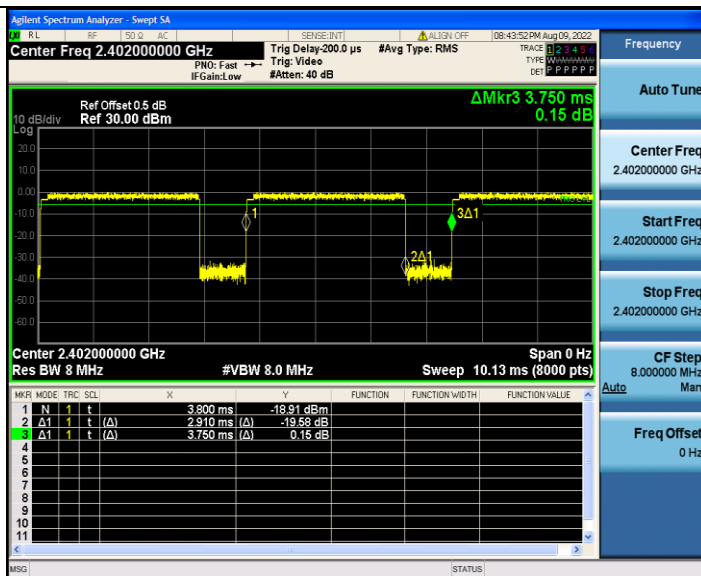 Agilent Spectrum Analyzer - Swept SA
RL RF 50 Ω AC SENSE:INT ALIGN OFF 08:43:52 PM Aug 09, 2022
Center Freq 2.402000000 GHz
PNO: Fast
IFGain:Low
Trig Delay-200.0 µs
Trig: Video
#Atten: 40 dB
#Avg Type: RMS
TRACE 1 2 3 4 5 6
TYPE
DET P P P P P P
Ref Offset 0.5 dB
Ref 30.00 dBm
10 dB/div
Log
ΔMkr3 3.750 ms
0.15 dB
20.0
10.0
0.00
-10.0
-20.0
-30.0
-40.0
-60.0
1
2Δ1
3Δ1
Center 2.402000000 GHz
Span 0 Hz
Res BW 8 MHz
#VBW 8.0 MHz
Sweep 10.13 ms (8000 pts)
MKR MODE TRC SCL X Y FUNCTION FUNCTION WIDTH FUNCTION VALUE
1 N 1 t 3.800 ms -18.91 dBm
2 Δ1 1 t (Δ) 2.910 ms (Δ) -19.58 dB
3 Δ1 1 t (Δ) 3.750 ms (Δ) 0.15 dB
4
5
6
7
8
9
10
11
MSG
STATUS
Frequency
Auto Tune
Center Freq
2.402000000 GHz
Start Freq
2.402000000 GHz
Stop Freq
2.402000000 GHz
CF Step
8.000000 MHz
Auto Man
Freq Offset
0 Hz